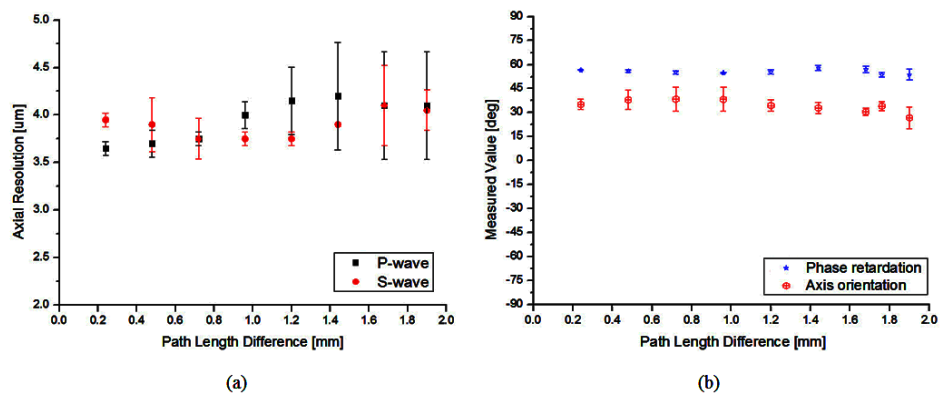 5.0
4.5
4.0
3.5
3.0
2.5
2.0
Axial Resolution [um]
P-wave
S-wave
0.0 0.2 0.4 0.6 0.8 1.0 1.2 1.4 1.6 1.8 2.0
Path Length Difference [mm]
(a)
90
75
60
45
30
15
0
-15
-30
-45
-60
-75
-90
Measured Value [deg]
Phase retardation
Axis orientation
0.0 0.2 0.4 0.6 0.8 1.0 1.2 1.4 1.6 1.8 2.0
Path Length Difference [mm]
(b)